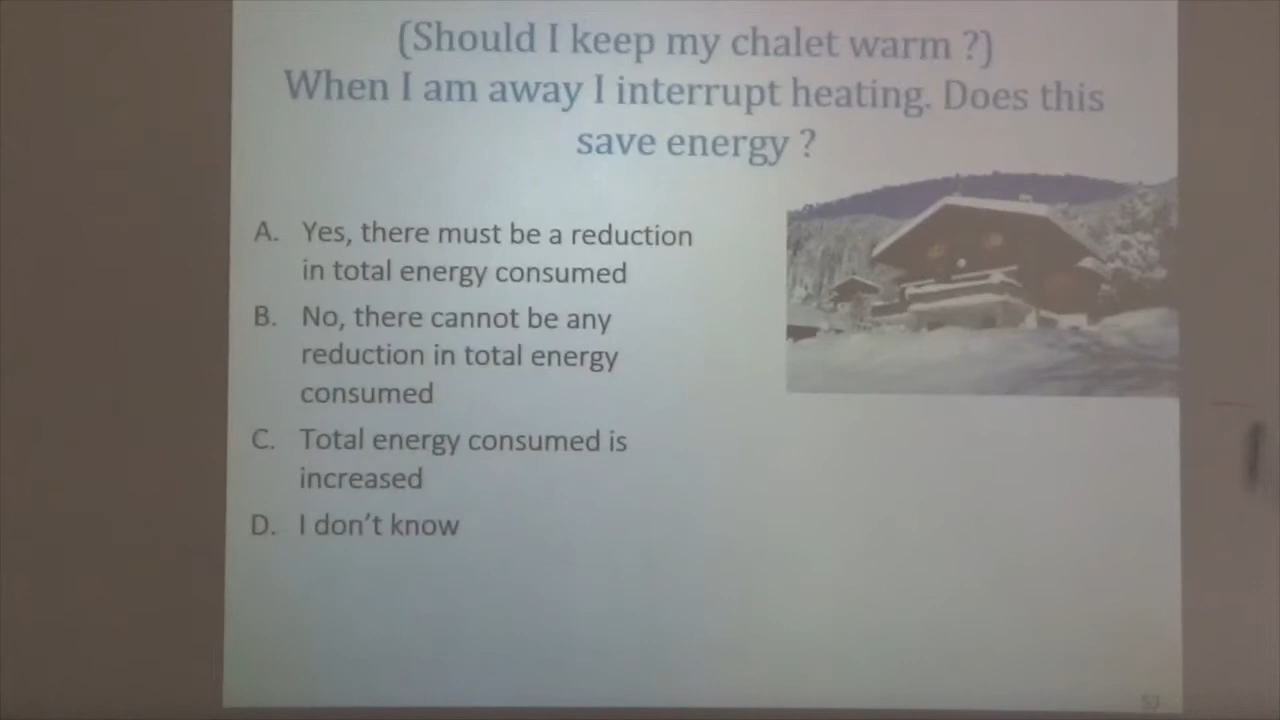 (Should I keep my chalet warm ?)
When I am away I interrupt heating. Does this
save energy ?
A. Yes, there must be a reduction
in total energy consumed
B. No, there cannot be any
reduction in total energy
consumed
C. Total energy consumed is
increased
D. I don't know